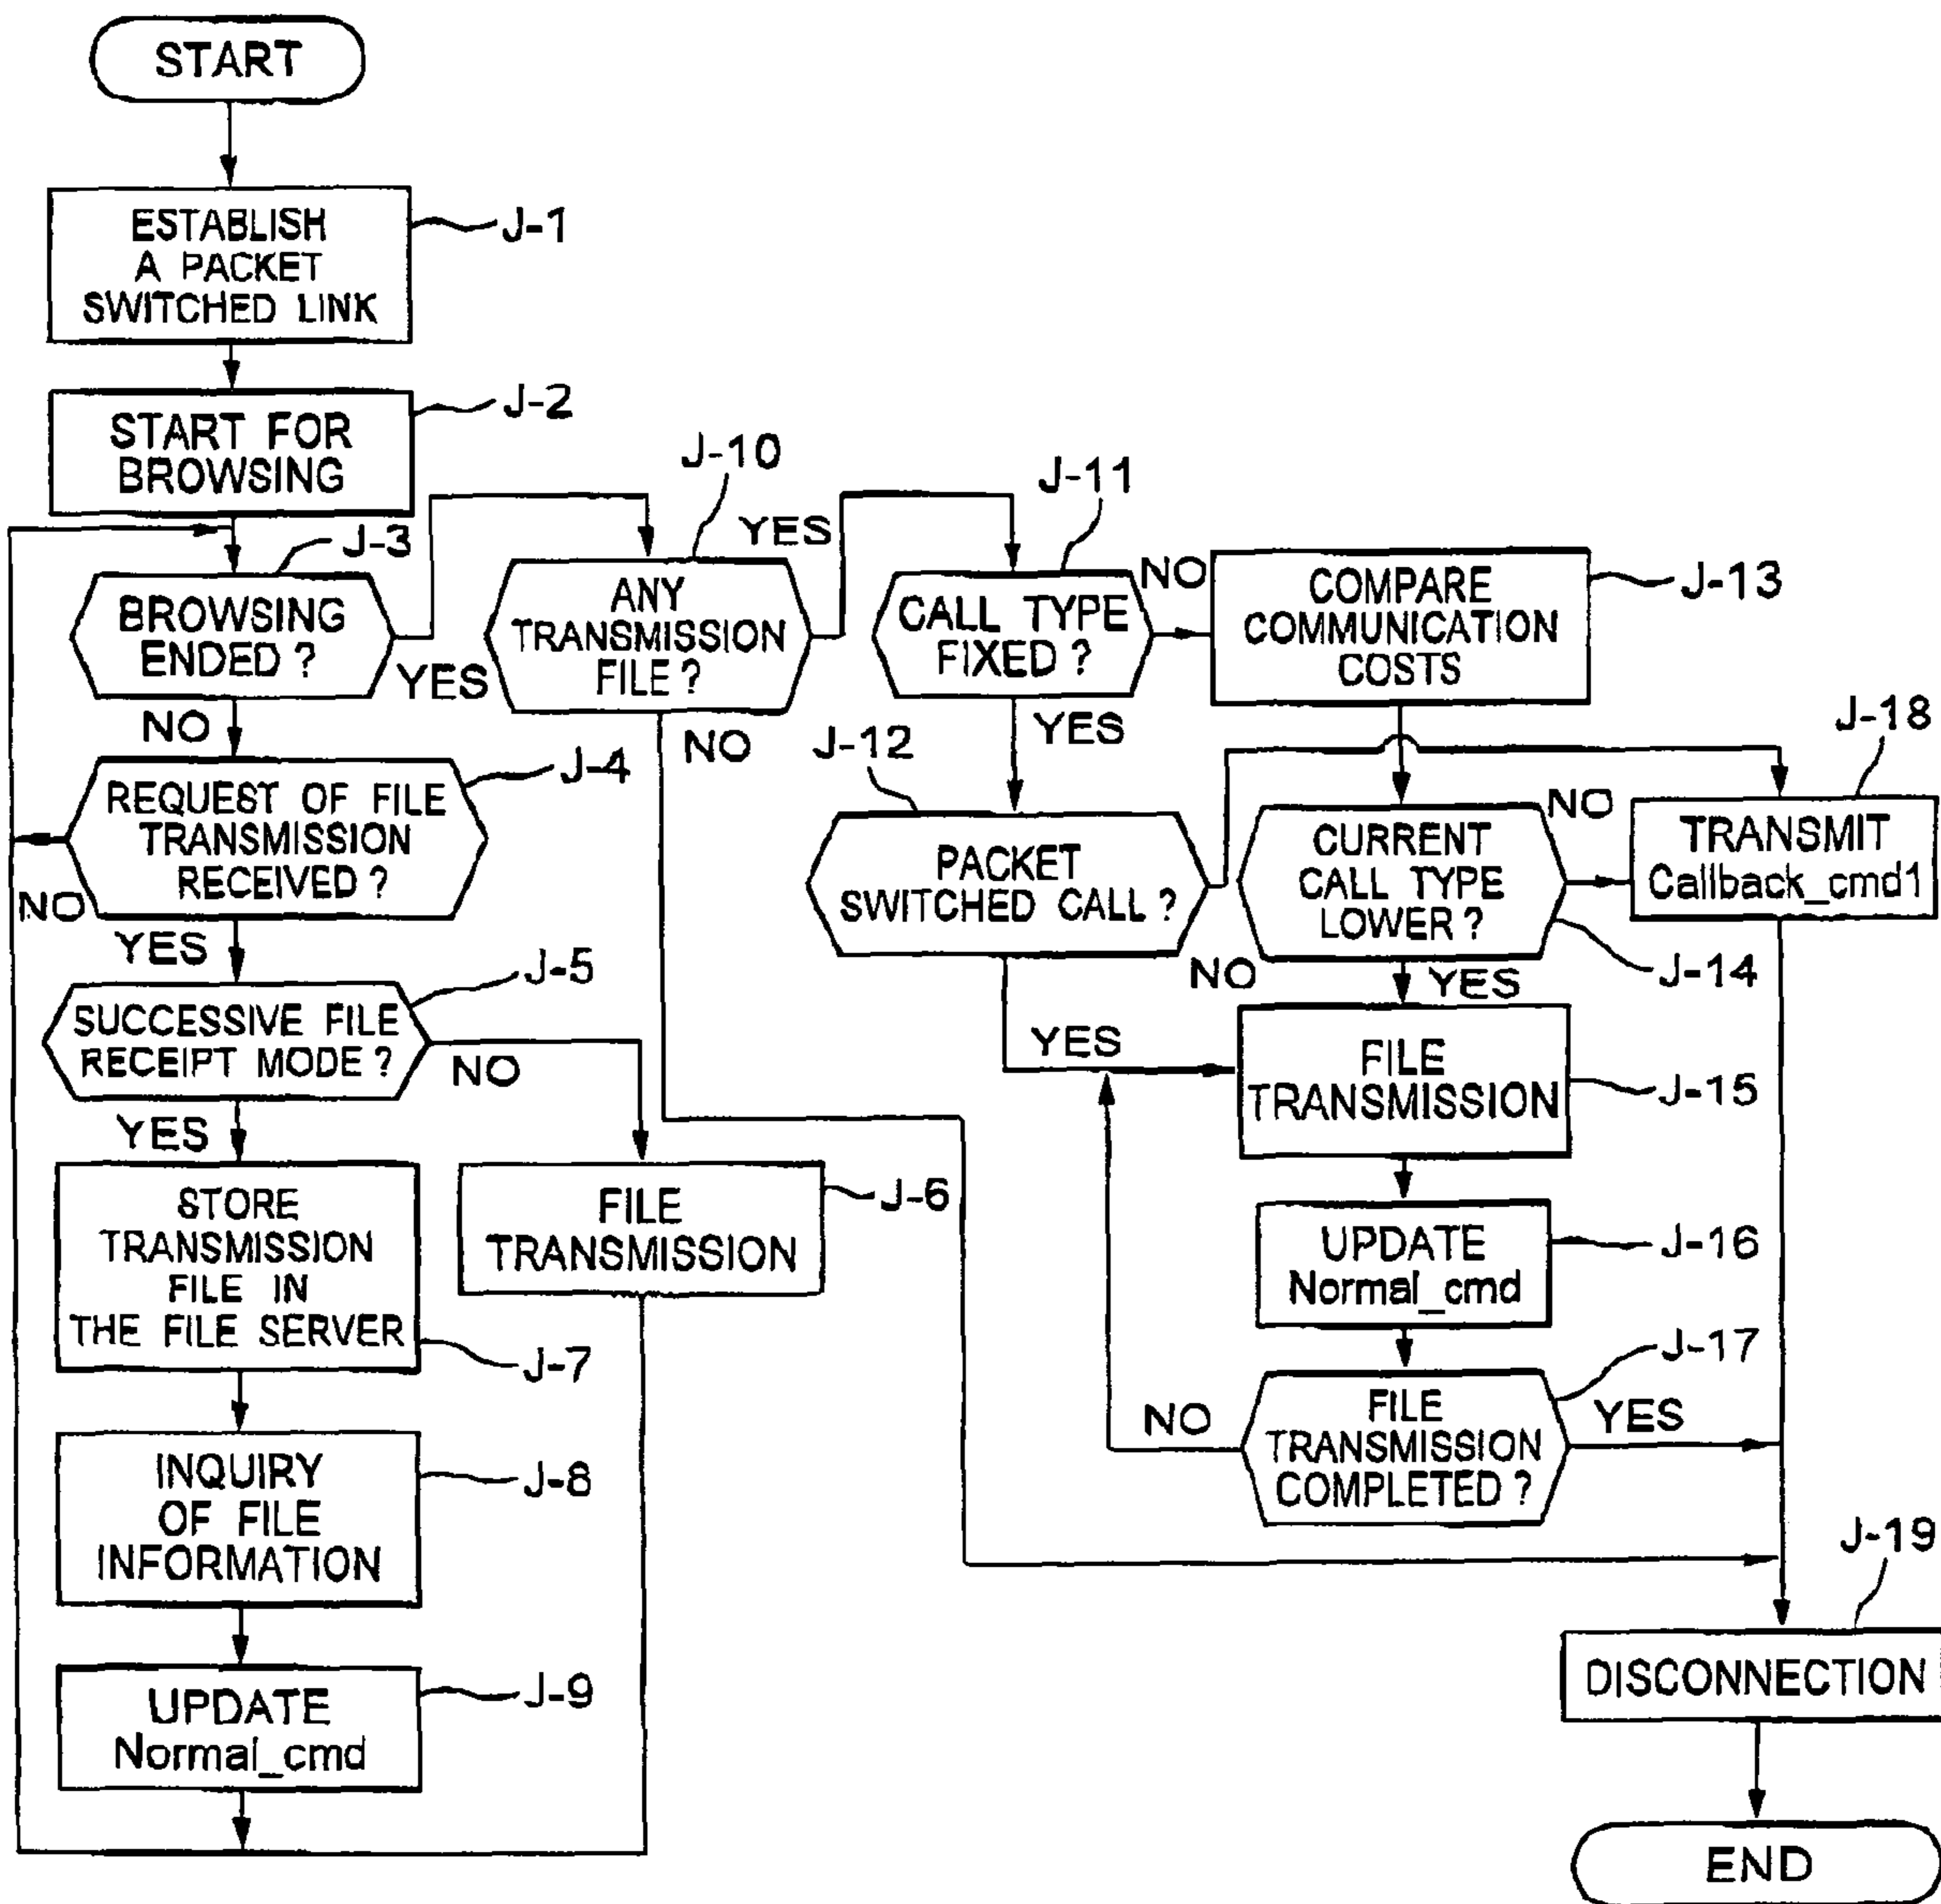 START
ESTABLISH
A PACKET
SWITCHED LINK
J-1
START FOR
BROWSING
J-2
BROWSING
ENDED ?
J-3
YES
NO
REQUEST OF FILE
TRANSMISSION
RECEIVED ?
J-4
NO
YES
SUCCESSIVE FILE
RECEIPT MODE ?
J-5
NO
YES
STORE
TRANSMISSION
FILE IN
THE FILE SERVER
J-7
FILE
TRANSMISSION
J-6
INQUIRY
OF FILE
INFORMATION
J-8
UPDATE
Normal_cmd
J-9
J-10
ANY
TRANSMISSION
FILE ?
YES
NO
J-11
CALL TYPE
FIXED ?
NO
YES
COMPARE
COMMUNICATION
COSTS
J-13
J-12
PACKET
SWITCHED CALL ?
NO
YES
CURRENT
CALL TYPE
LOWER ?
NO
J-14
YES
J-18
TRANSMIT
Callback_cmd1
FILE
TRANSMISSION
J-15
UPDATE
Normal_cmd
J-16
J-17
FILE
TRANSMISSION
COMPLETED ?
NO
YES
J-19
DISCONNECTION
END